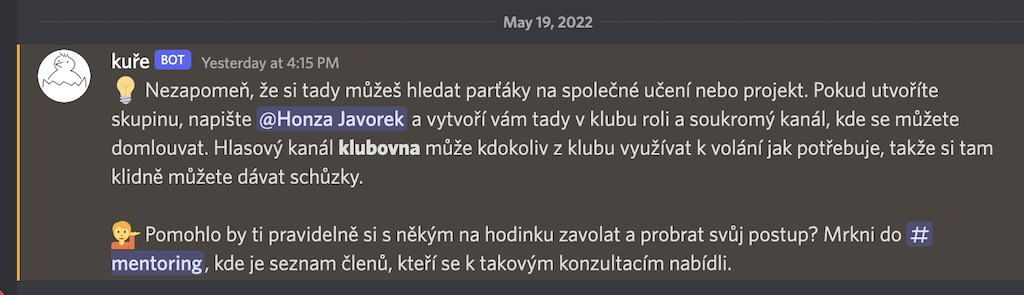 May 19, 2022
kuře BOT Yesterday at 4:15 PM
💡 Nezapomeň, že si tady můžeš hledat parťáky na společné učení nebo projekt. Pokud utvoříte
skupinu, napište @Honza Javorek a vytvoří vám tady v klubu roli a soukromý kanál, kde se můžete
domlouvat. Hlasový kanál klubovna může kdokoliv z klubu využívat k volání jak potřebuje, takže si tam
klidně můžete dávat schůzky.
💁 Pomohlo by ti pravidelně si s někým na hodinku zavolat a probrat svůj postup? Mrkni do #
mentoring, kde je seznam členů, kteří se k takovým konzultacím nabídli.